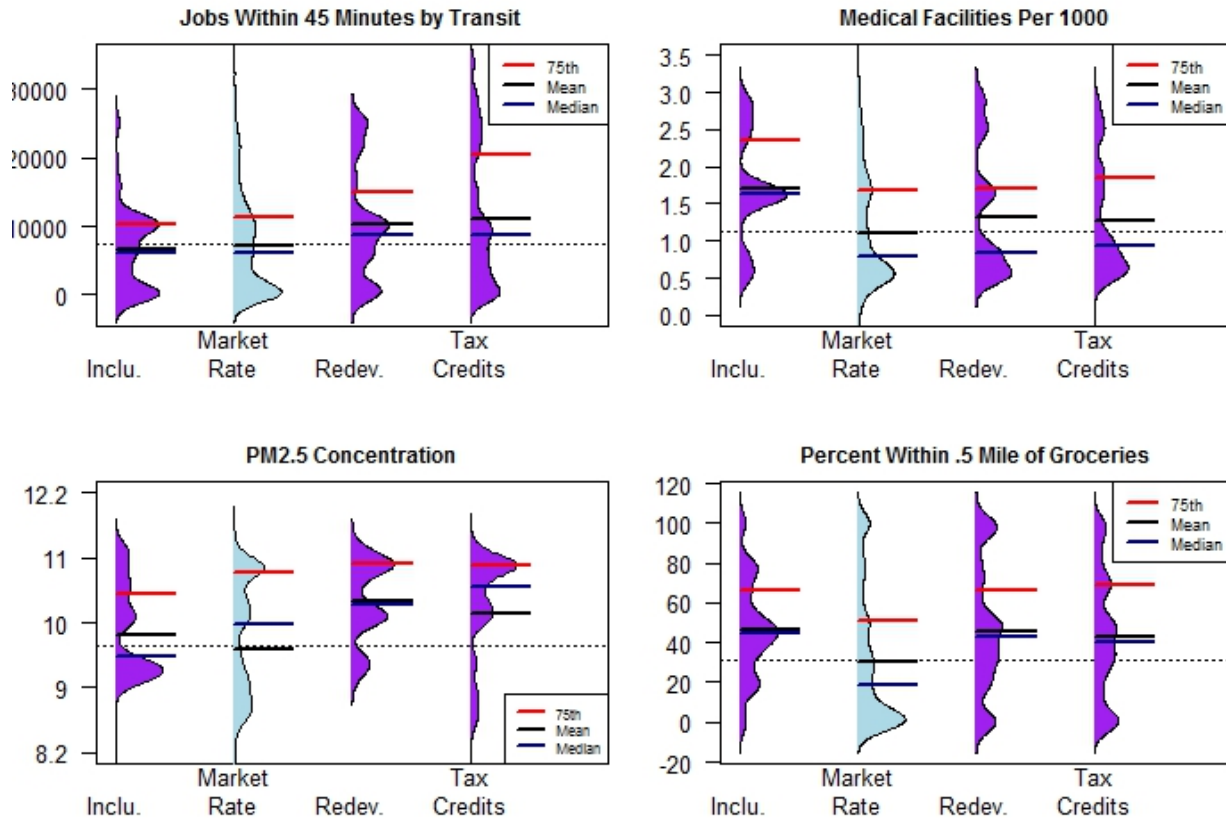 Jobs Within 45 Minutes by Transit
30000
20000
10000
0
75th
Mean
Median
Market
Tax
Inclu.
Rate
Redev.
Credits
Medical Facilities Per 1000
3.5
3.0
2.5
2.0
1.5
1.0
0.5
0.0
75th
Mean
Median
Market
Tax
Inclu.
Rate
Redev.
Credits
PM2.5 Concentration
12.2
11
10
9
8.2
75th
Mean
Median
Market
Tax
Inclu.
Rate
Redev.
Credits
Percent Within .5 Mile of Groceries
120
100
80
60
40
20
0
-20
75th
Mean
Median
Market
Tax
Inclu.
Rate
Redev.
Credits